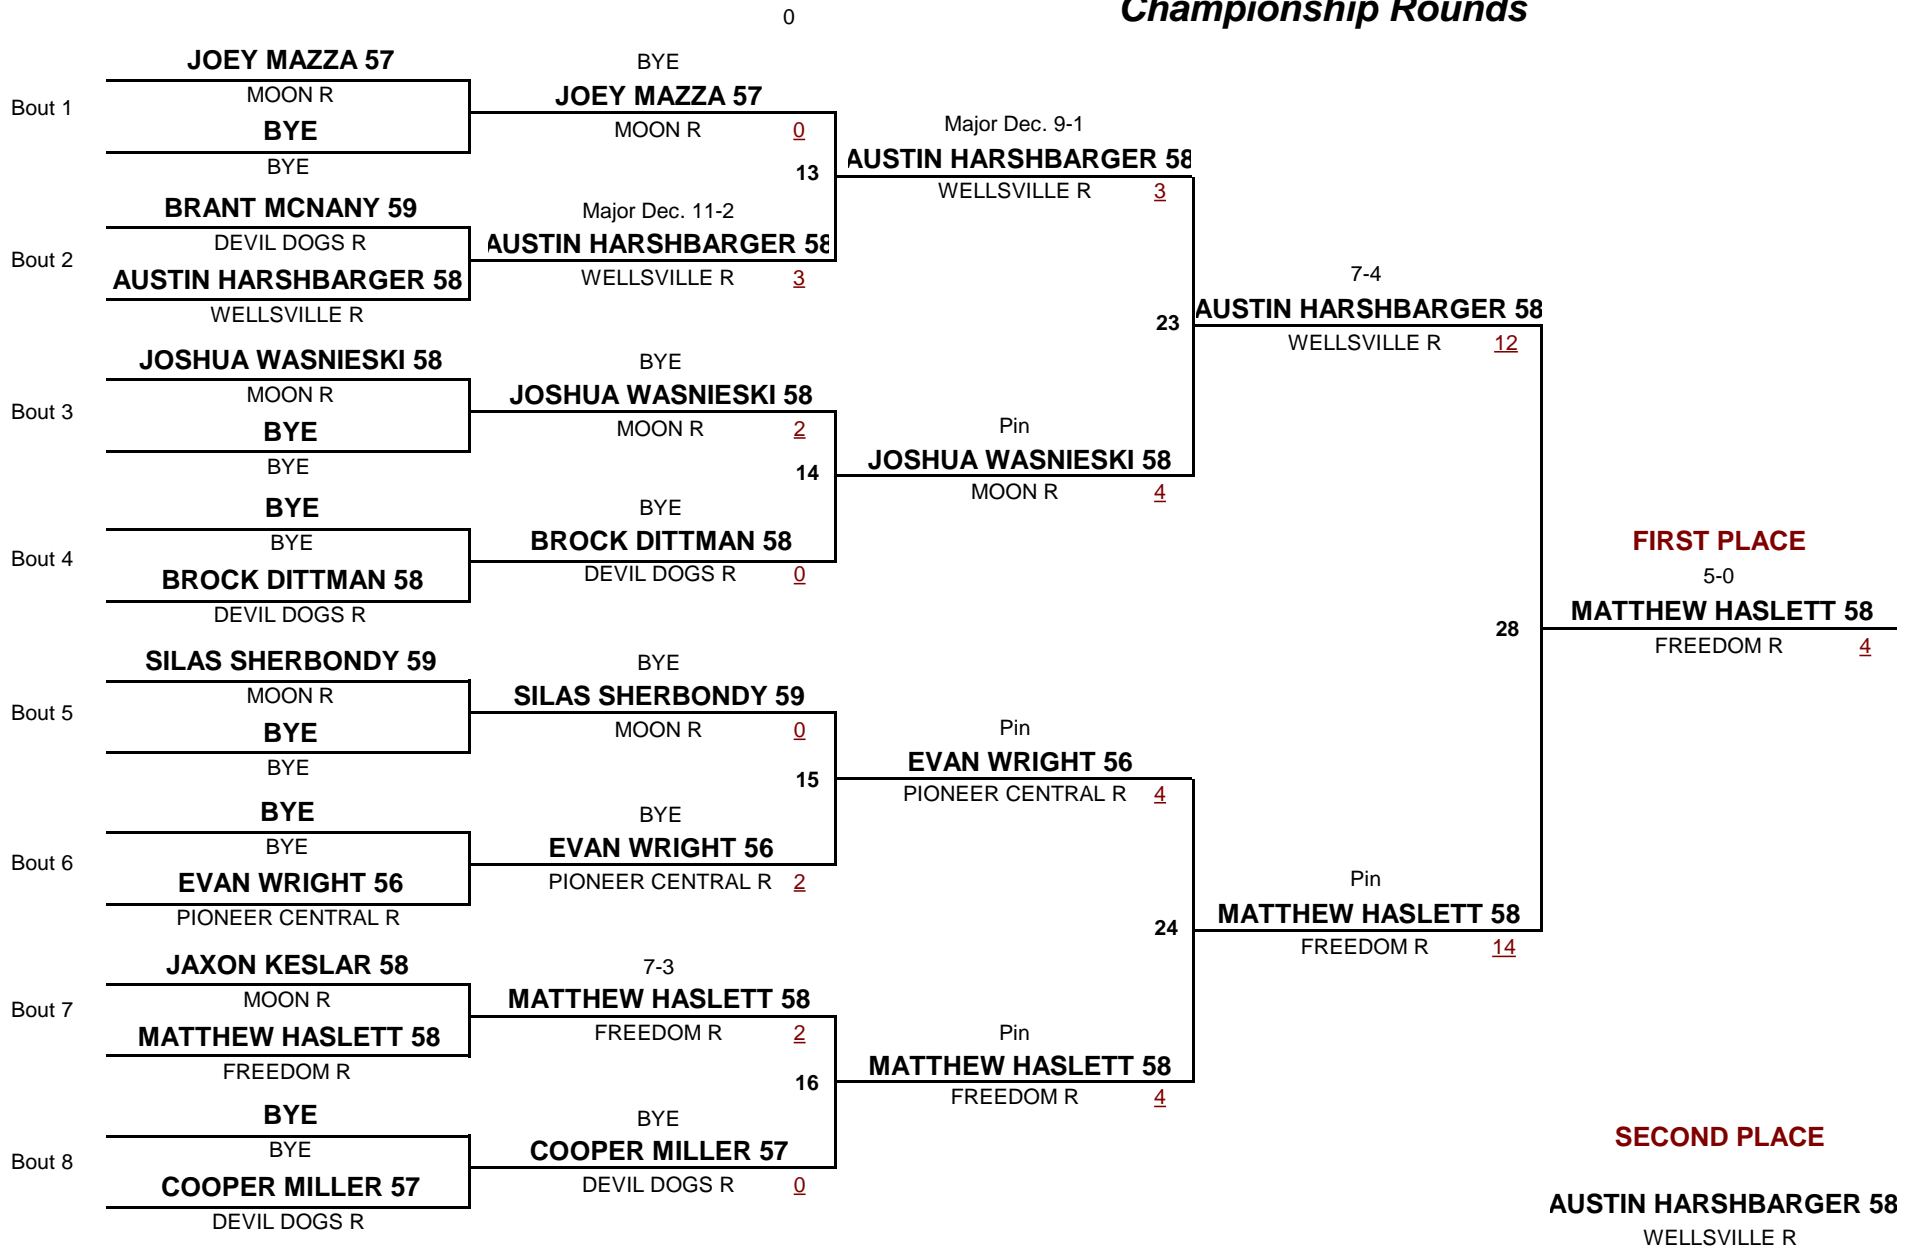 0
Championship Rounds
JOEY MAZZA 57
Bout 1
MOON R
BYE
BYE
BRANT MCNANY 59
Bout 2
DEVIL DOGS R
AUSTIN HARSHBARGER 58
WELLSVILLE R
JOSHUA WASNIESKI 58
Bout 3
MOON R
BYE
BYE
BYE
Bout 4
BYE
BROCK DITTMAN 58
DEVIL DOGS R
SILAS SHERBONDY 59
Bout 5
MOON R
BYE
BYE
BYE
Bout 6
BYE
EVAN WRIGHT 56
PIONEER CENTRAL R
JAXON KESLAR 58
Bout 7
MOON R
MATTHEW HASLETT 58
FREEDOM R
BYE
Bout 8
BYE
COOPER MILLER 57
DEVIL DOGS R
BYE
JOEY MAZZA 57
MOON R 0
13
Major Dec. 11-2
AUSTIN HARSHBARGER 58
WELLSVILLE R 3
BYE
JOSHUA WASNIESKI 58
MOON R 2
14
BYE
BROCK DITTMAN 58
DEVIL DOGS R 0
BYE
SILAS SHERBONDY 59
MOON R 0
15
BYE
EVAN WRIGHT 56
PIONEER CENTRAL R 2
7-3
MATTHEW HASLETT 58
FREEDOM R 2
16
BYE
COOPER MILLER 57
DEVIL DOGS R 0
Major Dec. 9-1
AUSTIN HARSHBARGER 58
WELLSVILLE R 3
23
Pin
JOSHUA WASNIESKI 58
MOON R 4
Pin
EVAN WRIGHT 56
PIONEER CENTRAL R 4
24
Pin
MATTHEW HASLETT 58
FREEDOM R 4
7-4
AUSTIN HARSHBARGER 58
WELLSVILLE R 12
28
Pin
MATTHEW HASLETT 58
FREEDOM R 14
FIRST PLACE
5-0
MATTHEW HASLETT 58
FREEDOM R 4
SECOND PLACE
AUSTIN HARSHBARGER 58
WELLSVILLE R